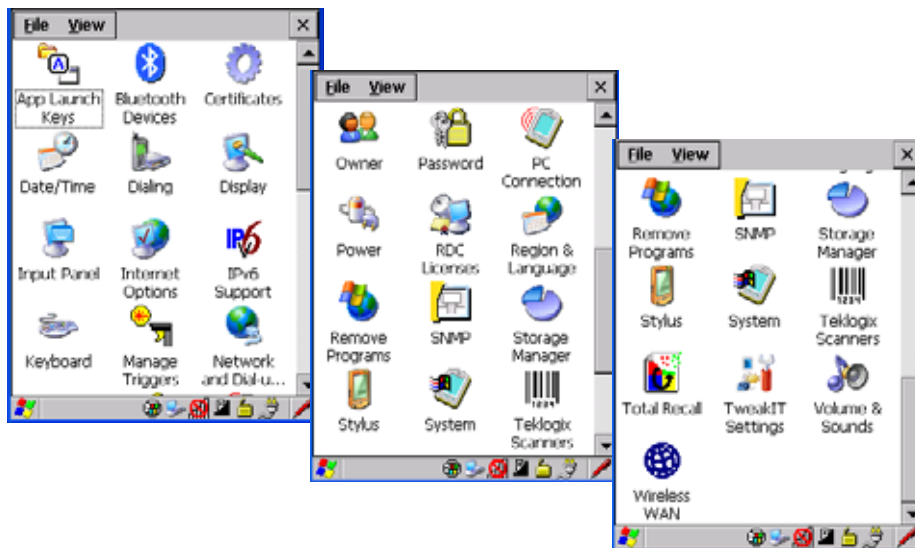 File View
App Launch Keys
Bluetooth Devices
Certificates
Date/Time
Dialing
Display
Input Panel
Internet Options
IPv6 Support
Keyboard
Manage Triggers
Network and Dial-u...
File View
Owner
Password
PC Connection
Power
RDC Licenses
Region & Language
Remove Programs
SNMP
Storage Manager
Stylus
System
Teklogix Scanners
File View
Remove Programs
SNMP
Storage Manager
Stylus
System
Teklogix Scanners
Total Recall
TweakIT Settings
Volume & Sounds
Wireless WAN